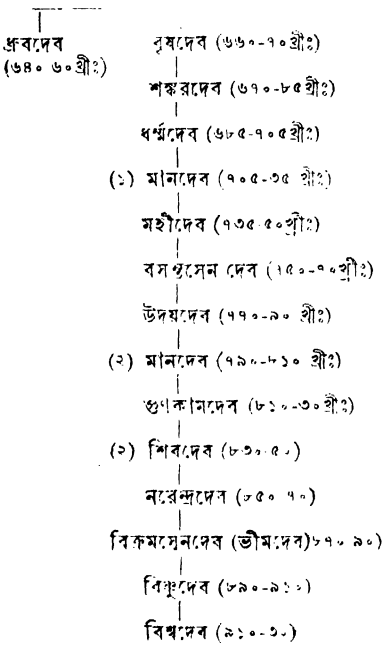 ধ্রুবদেব
(৬৪০ ৬০খ্রীঃ)
বৃষদেব (৬৬০-৭০খ্রীঃ)
শঙ্করদেব (৬৭০-৮৫খ্রীঃ)
ধর্ম্মদেব (৬৮৫-৭০৫খ্রীঃ)
(১) মানদেব (৭০৫-৩৫ খ্রীঃ)
মহীদেব (৭৩৫-৫০খ্রীঃ)
বসন্তসেন দেব (৭৫০-৭০খ্রীঃ)
উদয়দেব (৭৭০-৯০ খ্রীঃ)
(২) মানদেব (৭৯০-৮১০ খ্রীঃ)
গুণকামদেব (৮১০-৩০খ্রীঃ)
(২) শিবদেব (৮৩০-৫০)
নরেন্দ্রদেব (৮৫০ ৭০)
বিক্রমসেনদেব (ভীমদেব)৮৭০ ৯০)
বিষ্ণুদেব (৮৯০-৯১০)
বিশ্বদেব (৯১০-৩০)